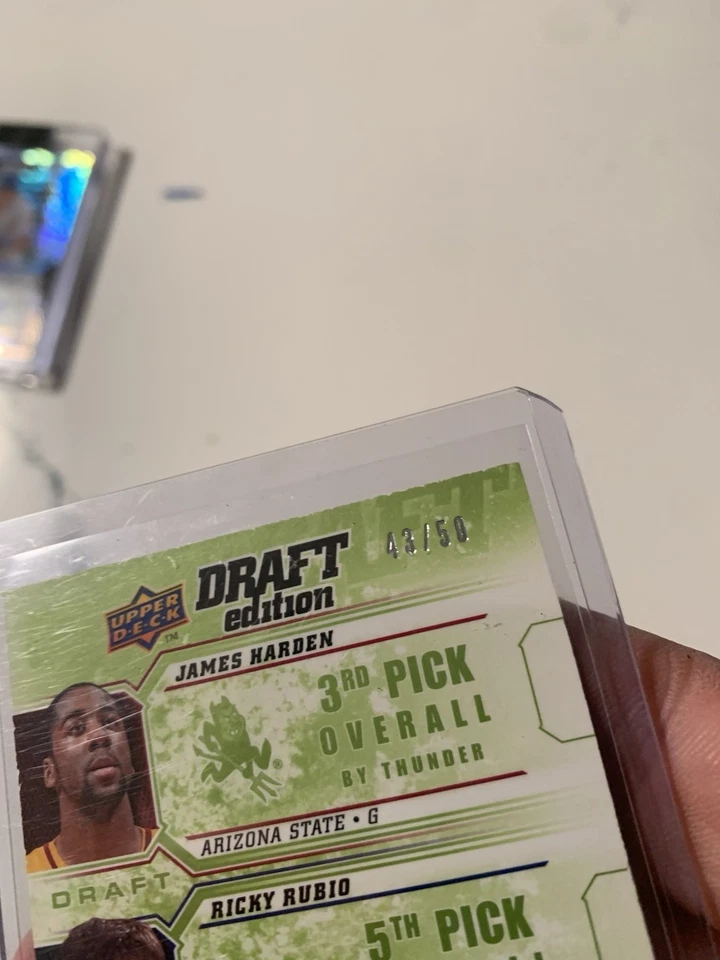 43/50
DRAFT
edition
UPPER
D·E·C·K
TM
JAMES HARDEN
3RD PICK
OVERALL
BY THUNDER
®
ARIZONA STATE • G
DRAFT
RICKY RUBIO
5TH PICK